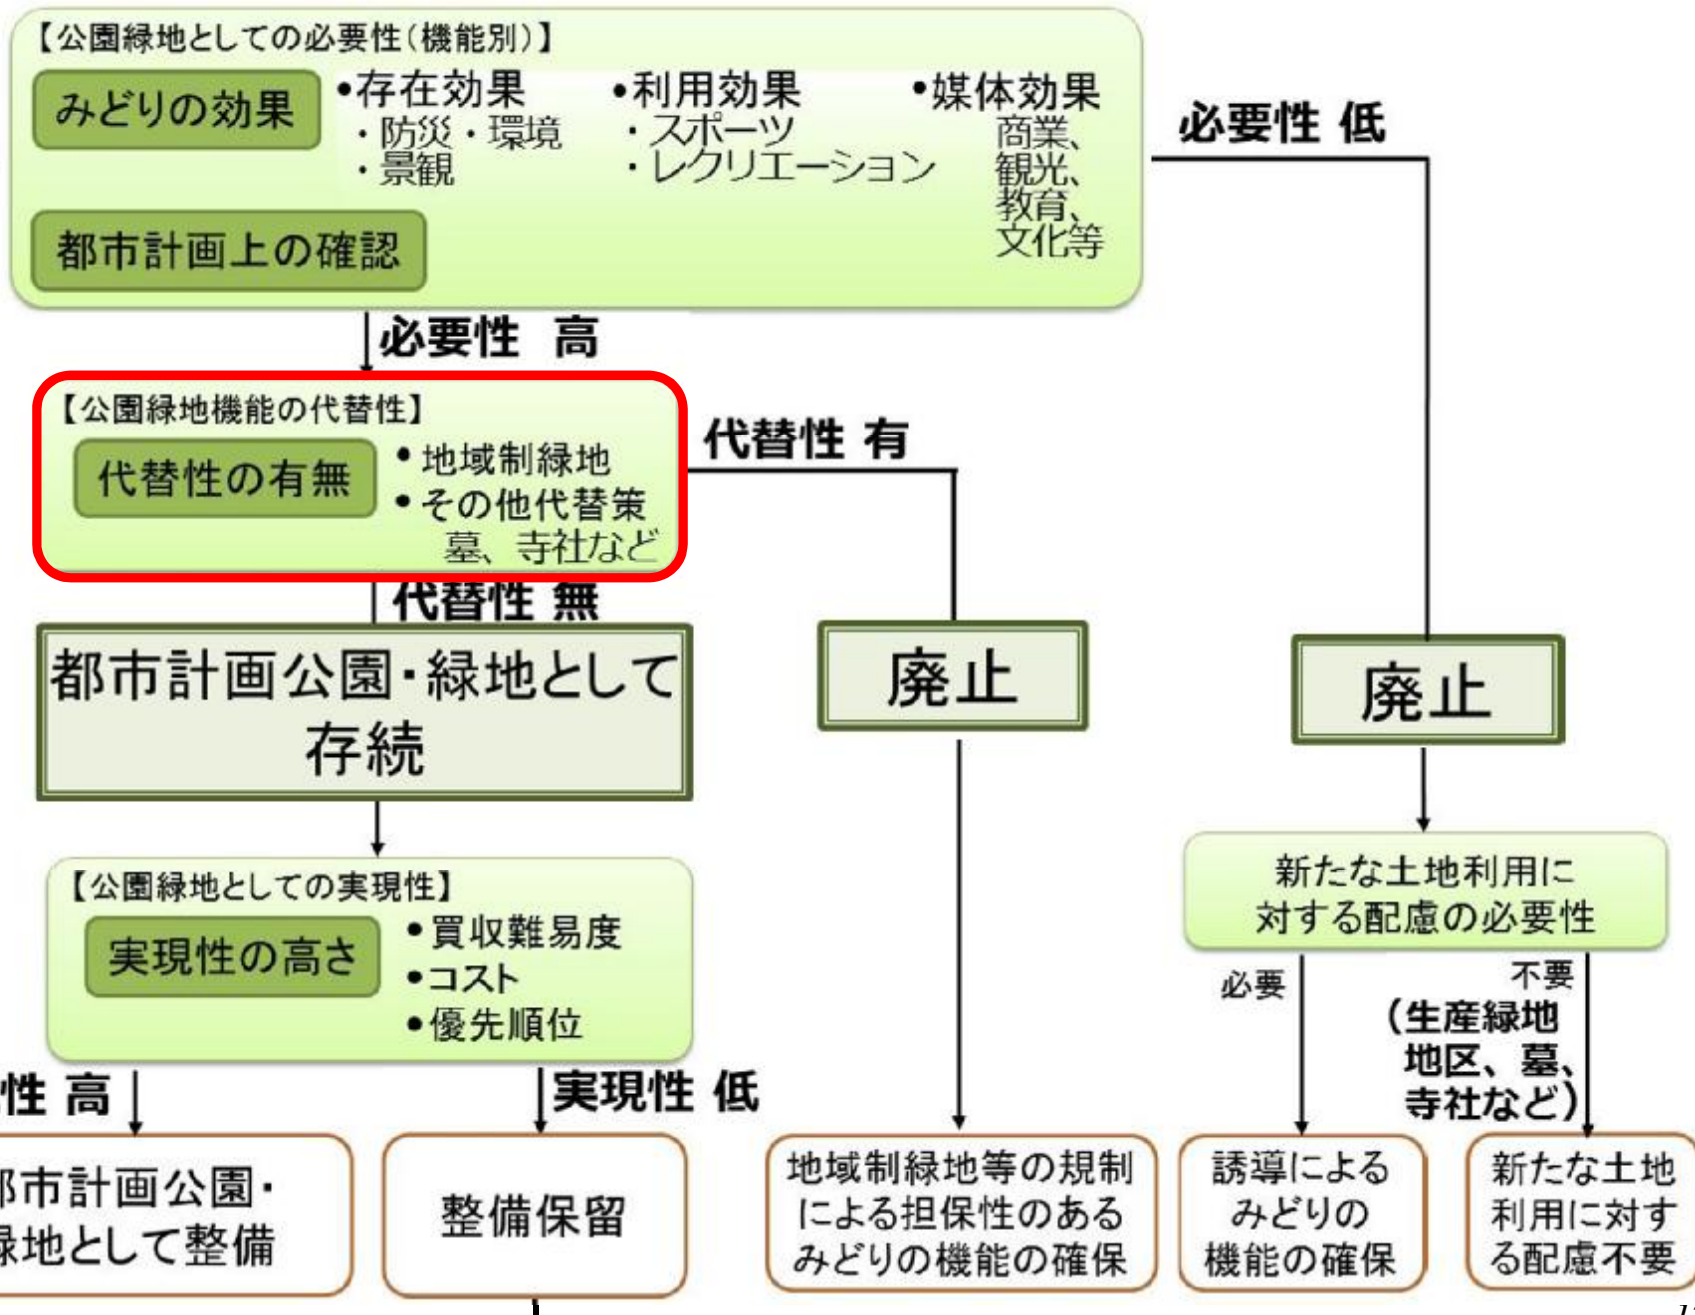 【公園緑地としての必要性(機能別)】
みどりの効果
•存在効果
・防災・環境
・景観
•利用効果
・スポーツ
・レクリエーション
•媒体効果
商業、
観光、
教育、
文化等
都市計画上の確認
必要性 低
必要性 高
【公園緑地機能の代替性】
代替性の有無
•地域制緑地
•その他代替策
墓、寺社など
代替性 有
代替性 無
都市計画公園・緑地として
存続
廃止
廃止
【公園緑地としての実現性】
実現性の高さ
•買収難易度
•コスト
•優先順位
新たな土地利用に
対する配慮の必要性
必要
不要
(生産緑地
地区、墓、
寺社など)
性 高
実現性 低
市計画公園・
地として整備
整備保留
地域制緑地等の規制
による担保性のある
みどりの機能の確保
誘導による
みどりの
機能の確保
新たな土地
利用に対す
る配慮不要